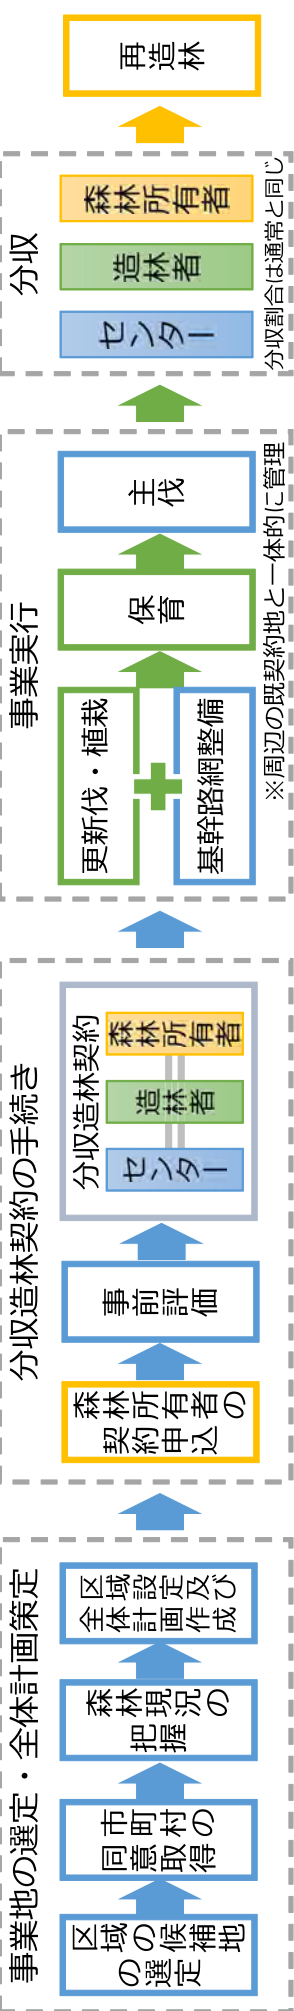 事業地の選定・全体計画策定
区域の候補地
の選定
市町村の
同意取得
森林現況の
把握
区域設定及び
全体計画作成
分収造林契約の手続き
森林所有者の
契約申込
事前評価
分収造林契約
センター
造林者
森林所有者
事業実行
更新伐・植栽
基幹路網整備
保育
主伐
※周辺の既契約地と一体的に管理
分収
センター
造林者
森林所有者
分収割合は通常と同じ
再造林